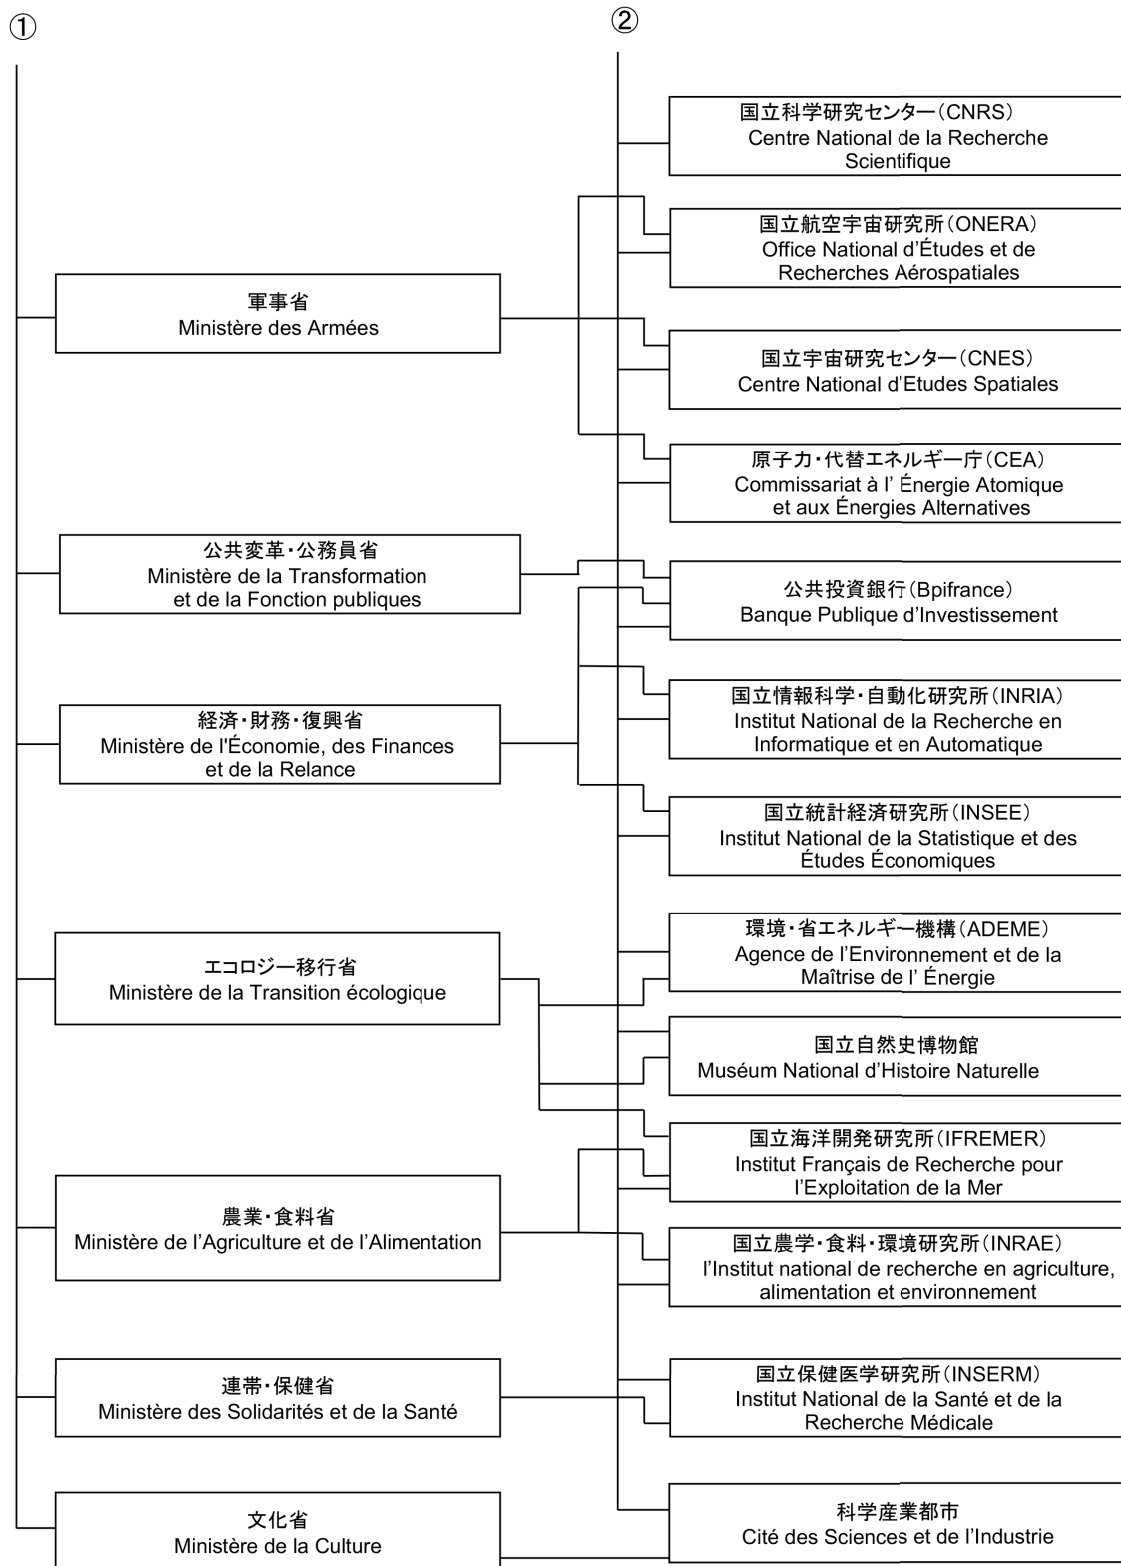 ①
軍事省
Ministère des Armées
公共変革・公務員省
Ministère de la Transformation
et de la Fonction publiques
経済・財務・復興省
Ministère de l'Économie, des Finances
et de la Relance
エコロジー移行省
Ministère de la Transition écologique
農業・食料省
Ministère de l’Agriculture et de l’Alimentation
連帯・保健省
Ministère des Solidarités et de la Santé
文化省
Ministère de la Culture
②
国立科学研究センター（CNRS）
Centre National de la Recherche
Scientifique
国立航空宇宙研究所（ONERA）
Office National d’Études et de
Recherches Aérospatiales
国立宇宙研究センター（CNES）
Centre National d'Etudes Spatiales
原子力・代替エネルギー庁（CEA）
Commissariat à l’ Énergie Atomique
et aux Énergies Alternatives
公共投資銀行（Bpifrance）
Banque Publique d’Investissement
国立情報科学・自動化研究所（INRIA）
Institut National de la Recherche en
Informatique et en Automatique
国立統計経済研究所（INSEE）
Institut National de la Statistique et des
Études Économiques
環境・省エネルギー機構（ADEME）
Agence de l’Environnement et de la
Maîtrise de l’ Énergie
国立自然史博物館
Muséum National d’Histoire Naturelle
国立海洋開発研究所（IFREMER）
Institut Français de Recherche pour
l’Exploitation de la Mer
国立農学・食料・環境研究所（INRAE）
l’Institut national de recherche en agriculture,
alimentation et environnement
国立保健医学研究所（INSERM）
Institut National de la Santé et de la
Recherche Médicale
科学産業都市
Cité des Sciences et de l’Industrie